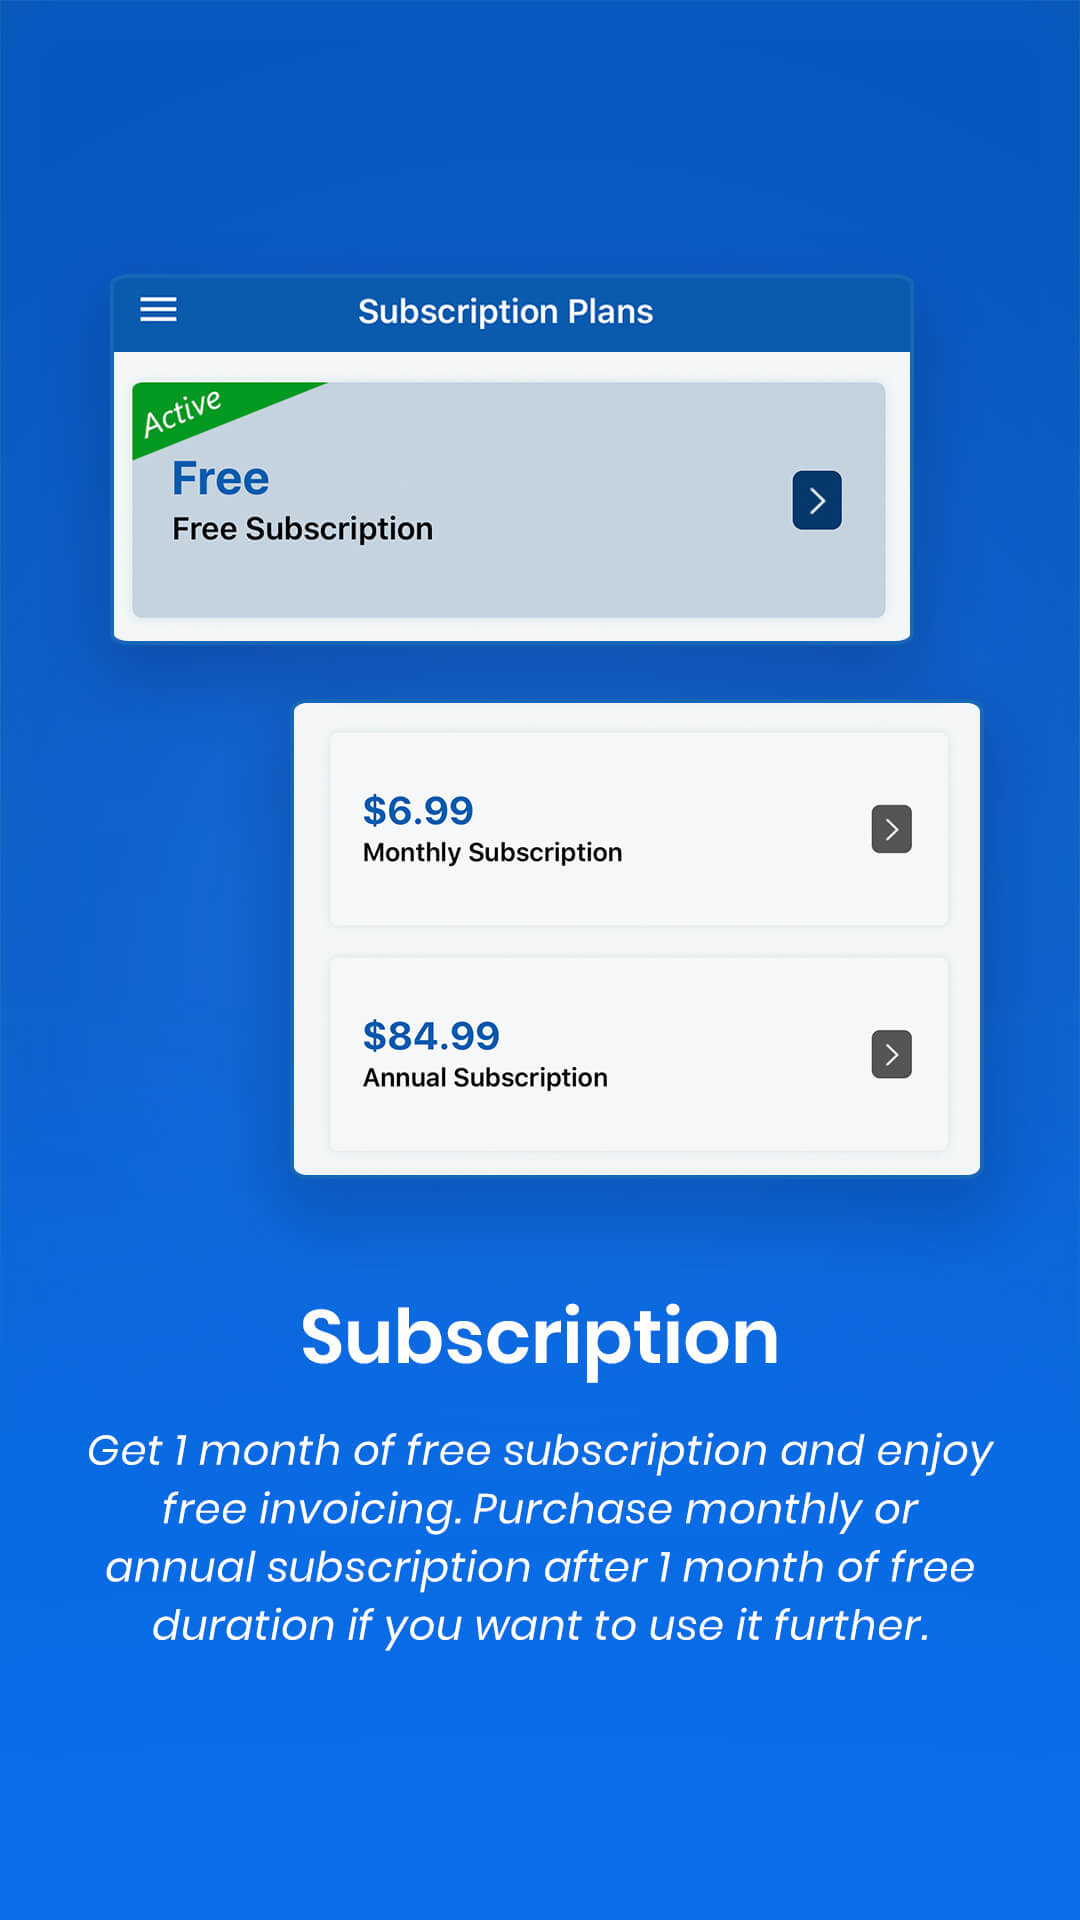 Subscription Plans
Active
Free
Free Subscription
$6.99
Monthly Subscription
$84.99
Annual Subscription
Subscription
Get 1 month of free subscription and enjoy
free invoicing. Purchase monthly or
annual subscription after 1 month of free
duration if you want to use it further.